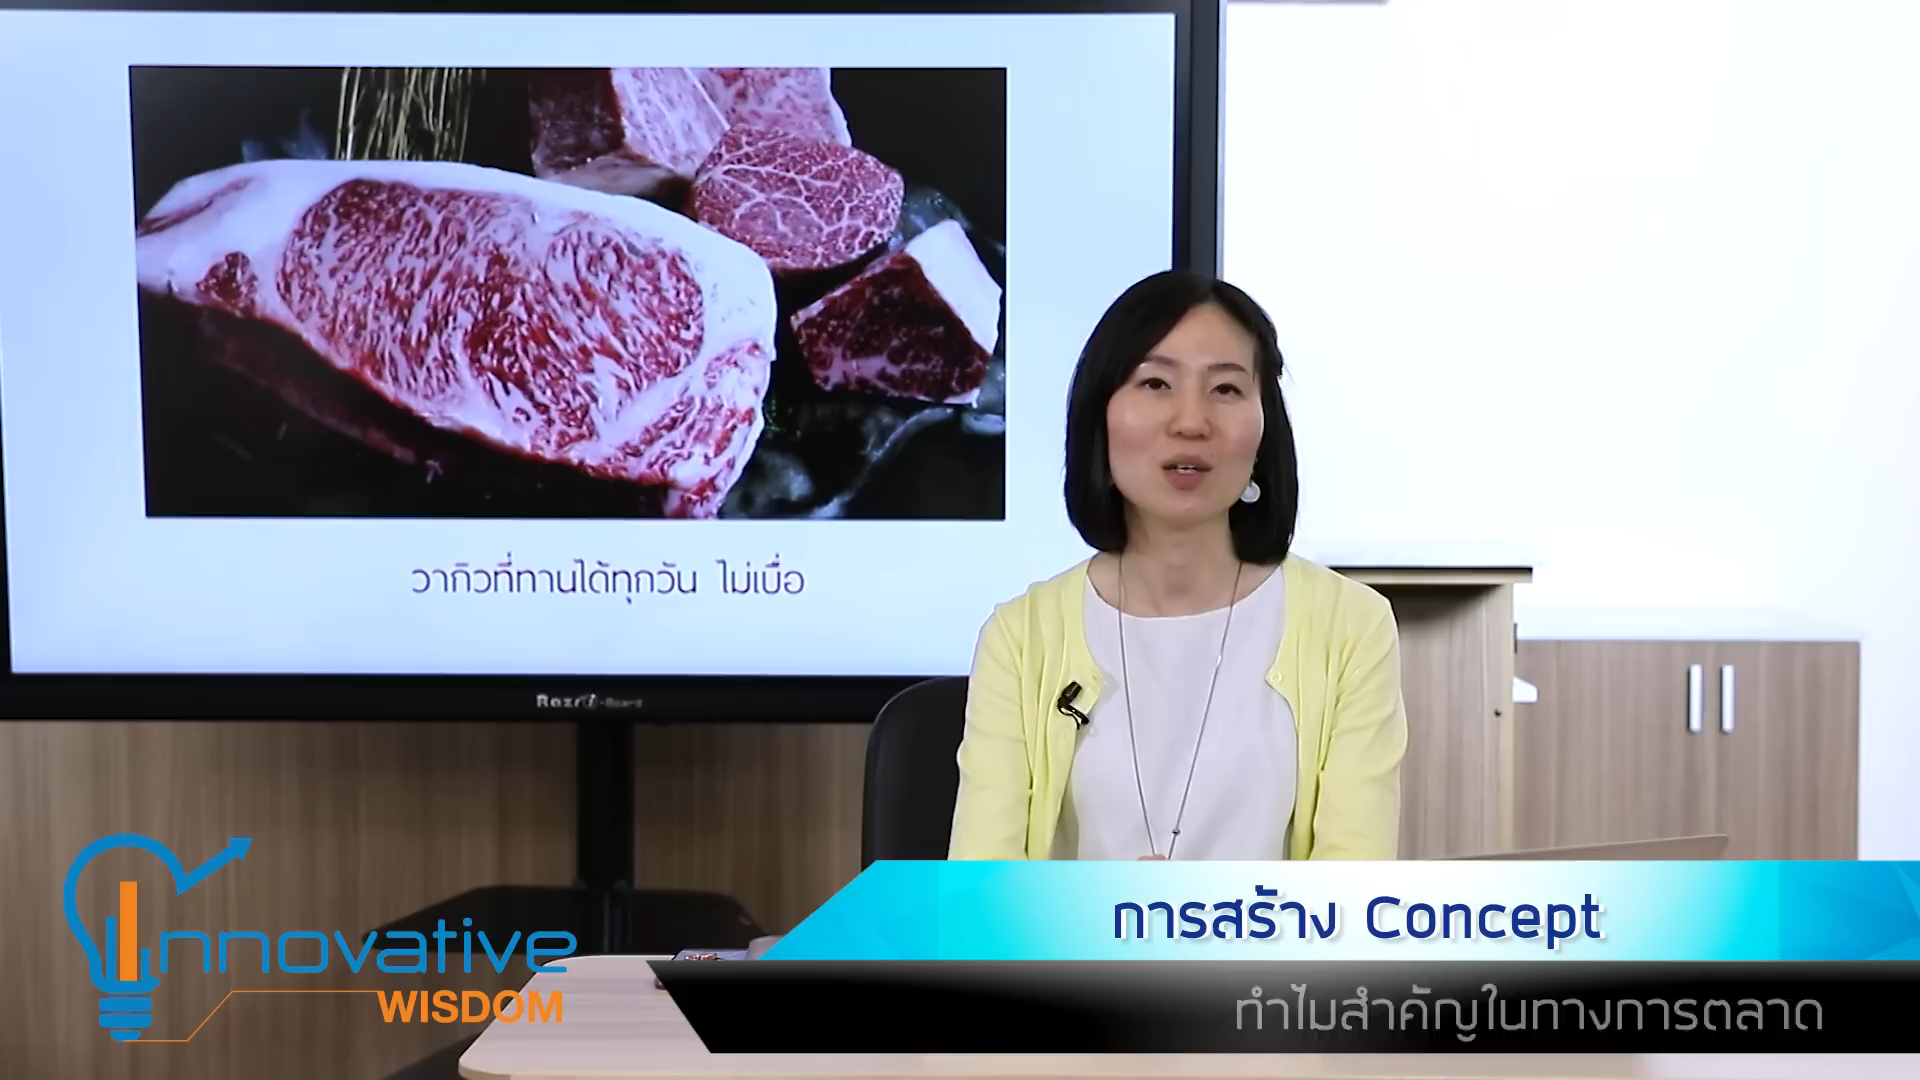 วากิวที่ทานได้ทุกวัน ไม่เบื่อ
Razr i-Board
การสร้าง Concept
innovative
WISDOM
ทำไมสำคัญในทางการตลาด